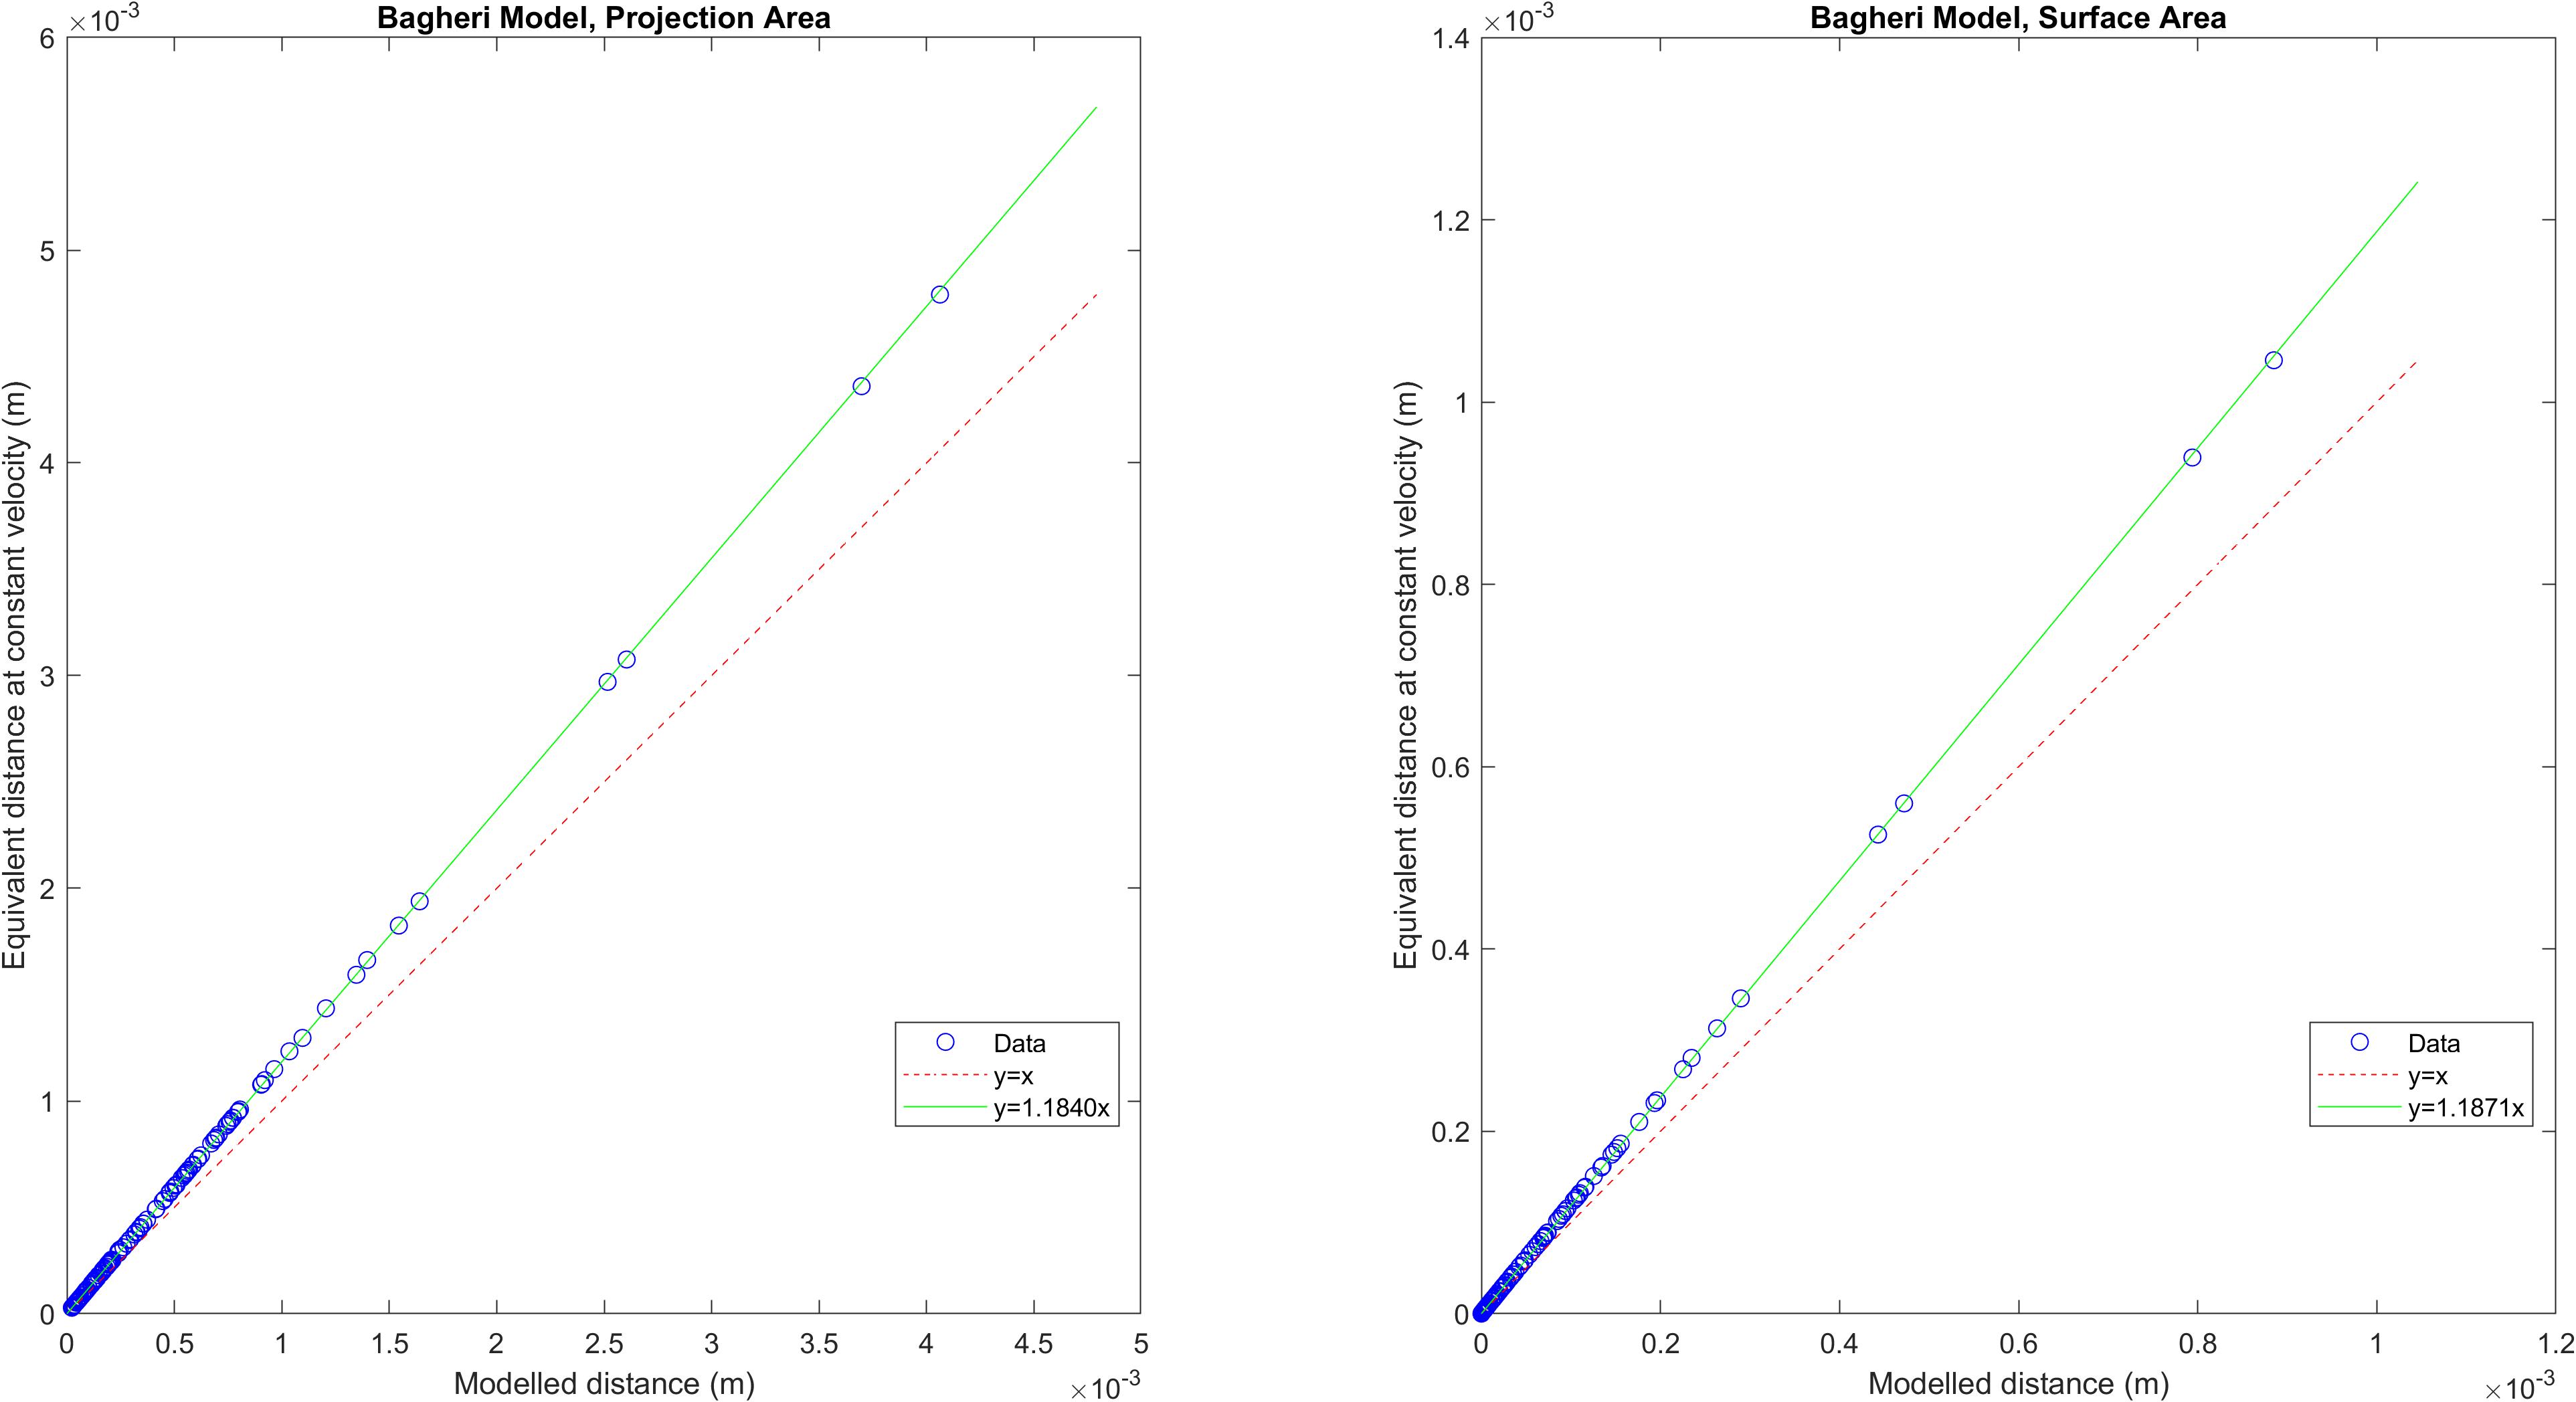 Bagheri Model, Projection Area
×10-3
6
5
4
3
2
1
0
Equivalent distance at constant velocity (m)
0 0.5 1 1.5 2 2.5 3 3.5 4 4.5 5
Modelled distance (m)
×10-3
Data
y=x
y=1.1840x
Bagheri Model, Surface Area
×10-3
1.4
1.2
1
0.8
0.6
0.4
0.2
0
Equivalent distance at constant velocity (m)
0 0.2 0.4 0.6 0.8 1 1.2
Modelled distance (m)
×10-3
Data
y=x
y=1.1871x